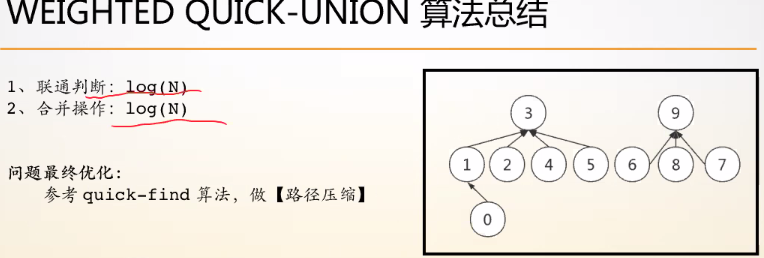 WEIGHTED QUICK-UNION 算法总结
1、联通判断：log(N)
2、合并操作：log(N)
问题最终优化：
参考 quick-find 算法，做【路径压缩】
3 9
1 2 4 5 6 8 7
0